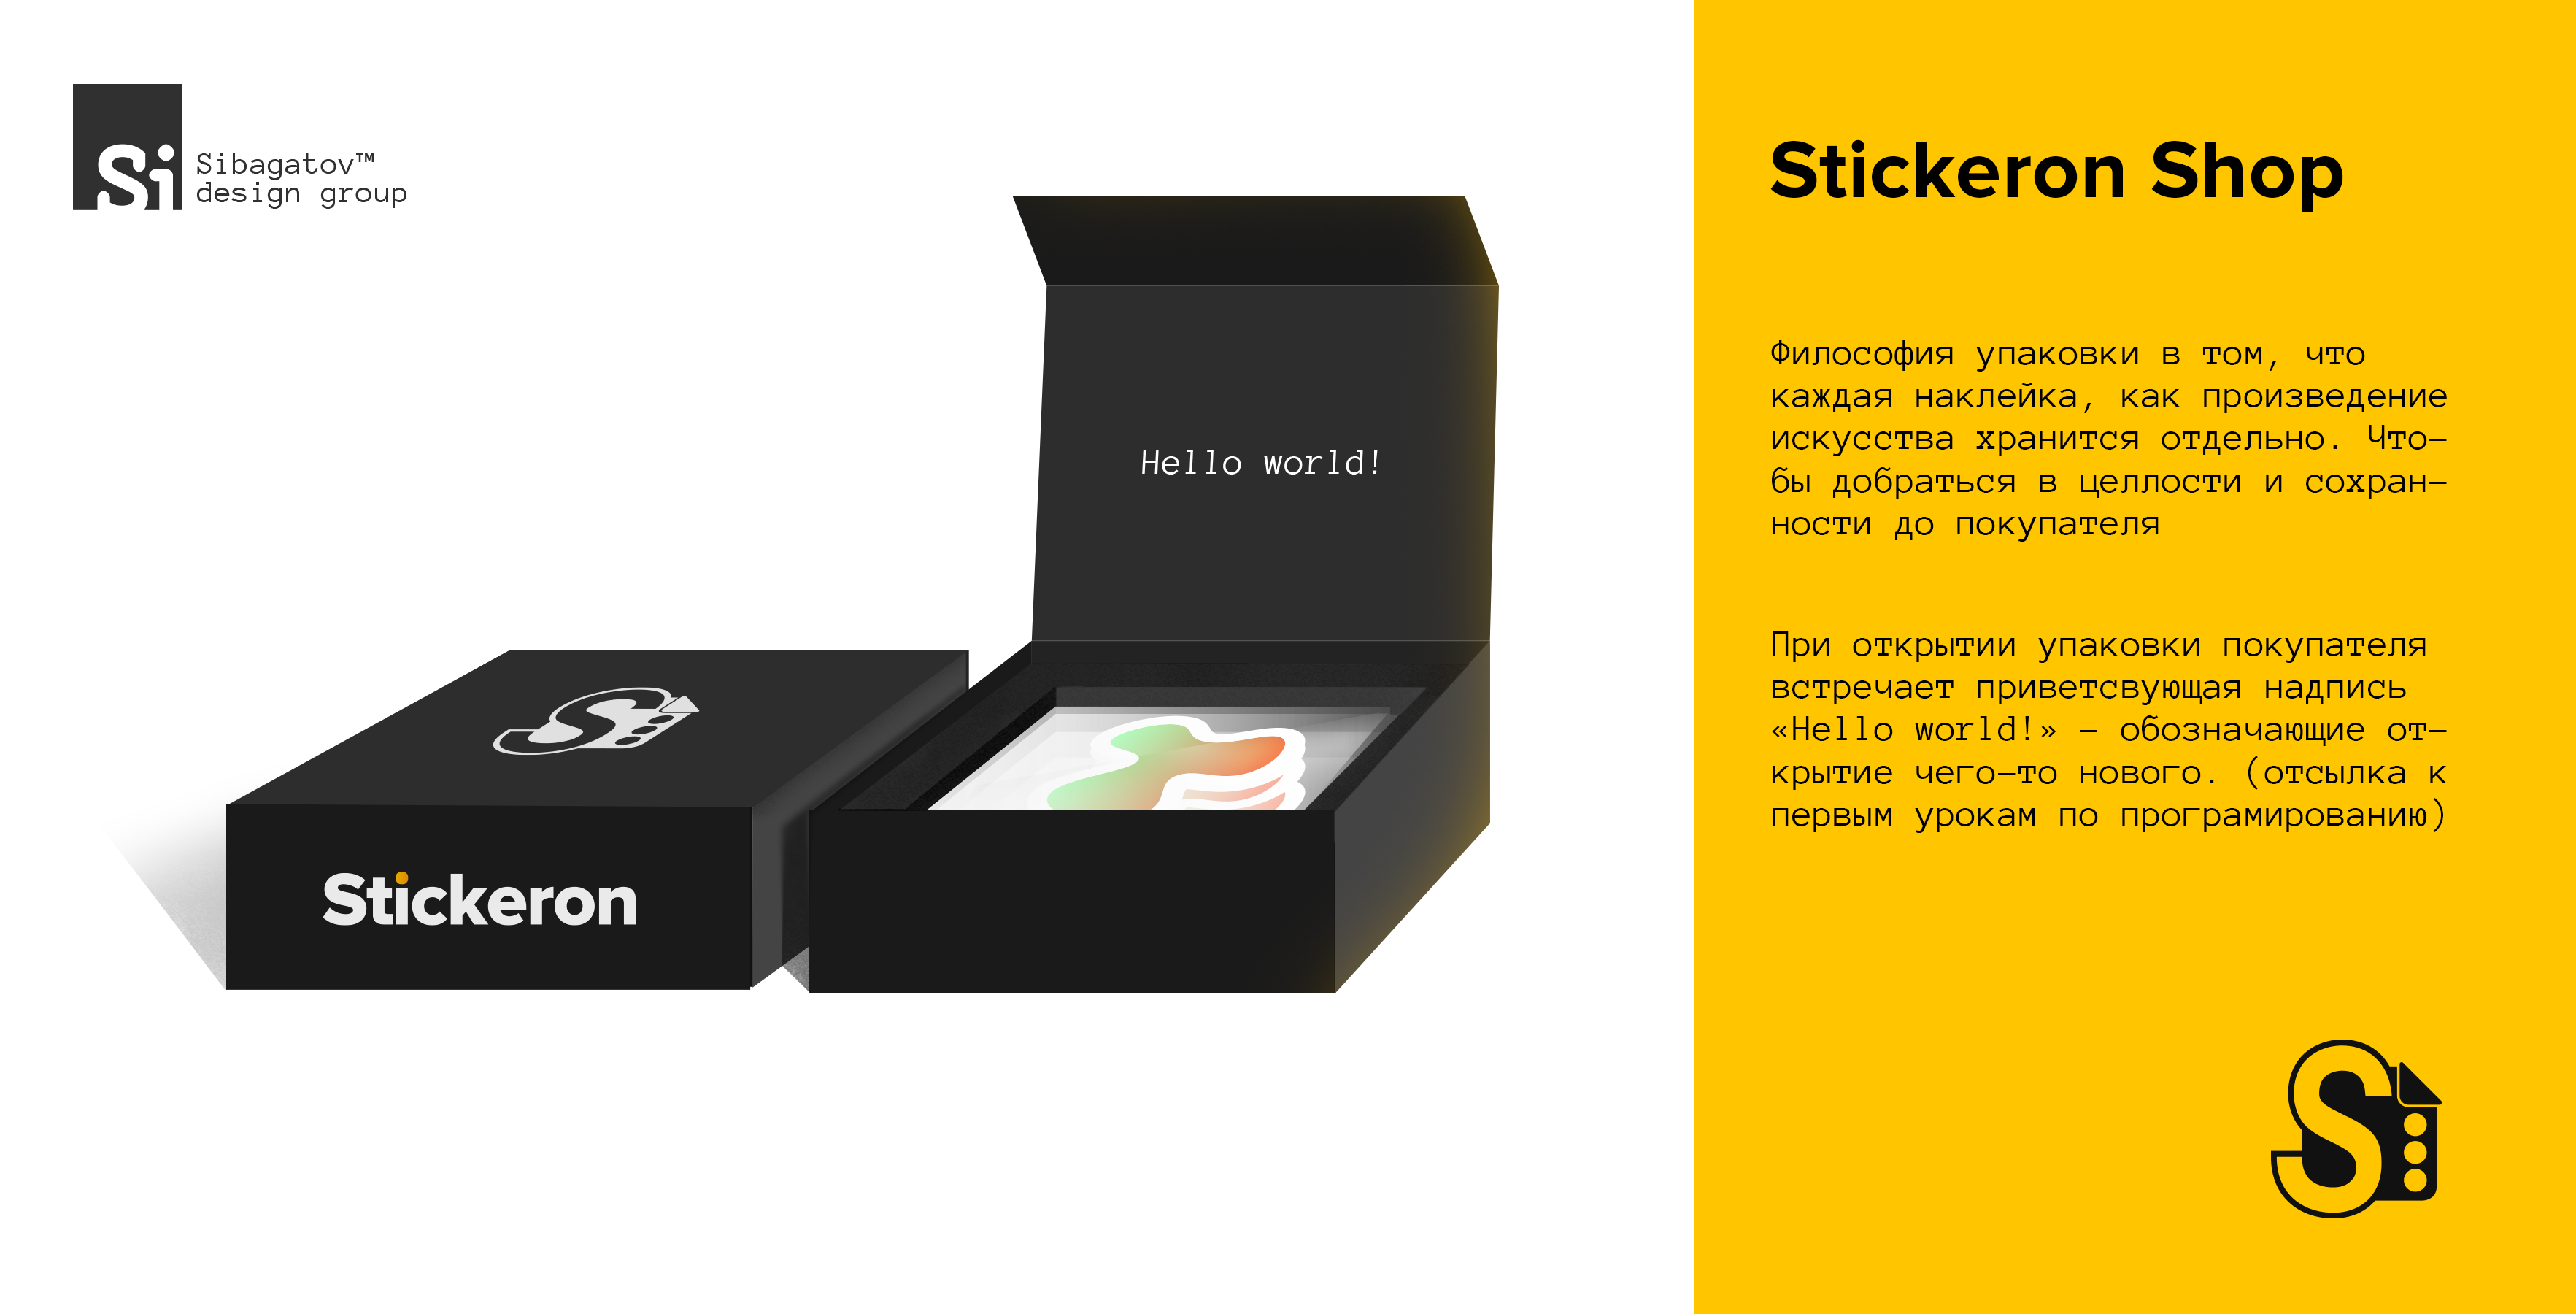 Si
Sibagatov™
design group
Hello world!
Stickeron
Stickeron Shop
Философия упаковки в том, что
каждая наклейка, как произведение
искусства хранится отдельно. Что-
бы добраться в целлости и сохран-
ности до покупателя
При открытии упаковки покупателя
встречает приветсвующая надпись
«Hello world!» – обозначающие от-
крытие чего-то нового. (отсылка к
первым урокам по програмированию)